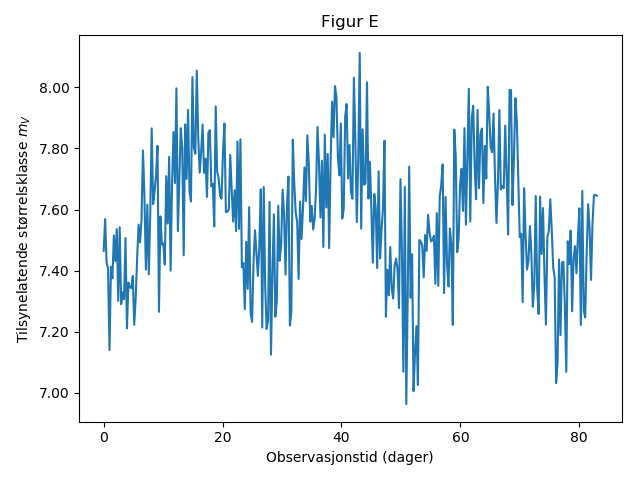 Figur E
8.00
7.80
7.60
7.40
7.20
7.00
Tilsynelatende størrelsklasse $m_V$
0 20 40 60 80
Observasjonstid (dager)